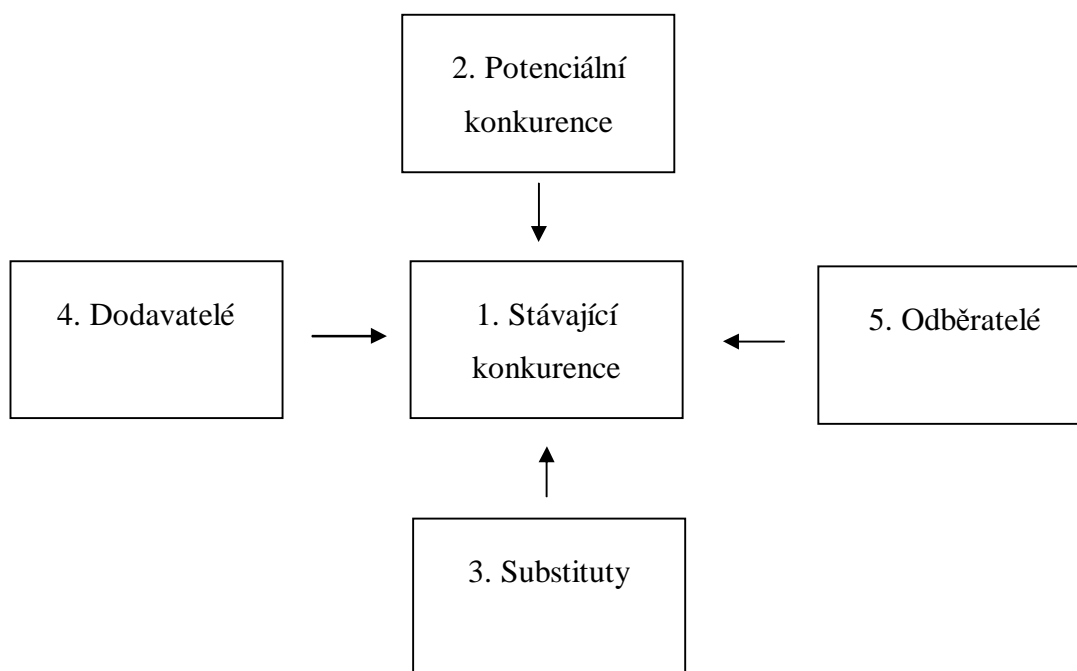 2. Potenciální
konkurence
4. Dodavatelé
1. Stávající
konkurence
5. Odběratelé
3. Substituty